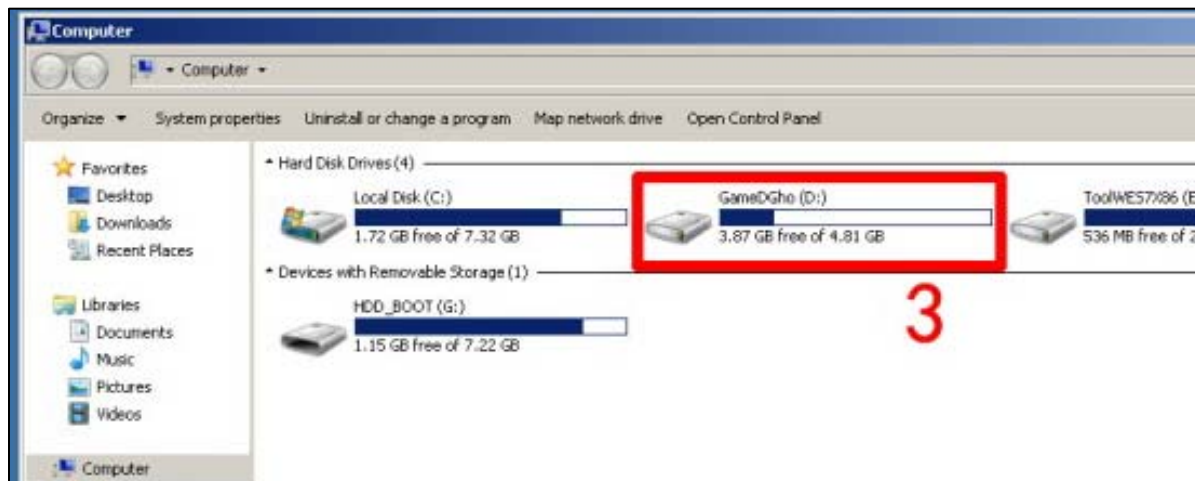 Computer
Computer
Organize System properties Uninstall or change a program Map network drive Open Control Panel
Favorites
Desktop
Downloads
Recent Places
Libraries
Documents
Music
Pictures
Videos
Computer
Hard Disk Drives (4)
Local Disk (C:)
1.72 GB free of 7.32 GB
GameDGho (D:)
3.87 GB free of 4.81 GB
ToolWES7X86 (E
536 MB free of 2
Devices with Removable Storage (1)
HDD_BOOT (G:)
1.15 GB free of 7.22 GB
3